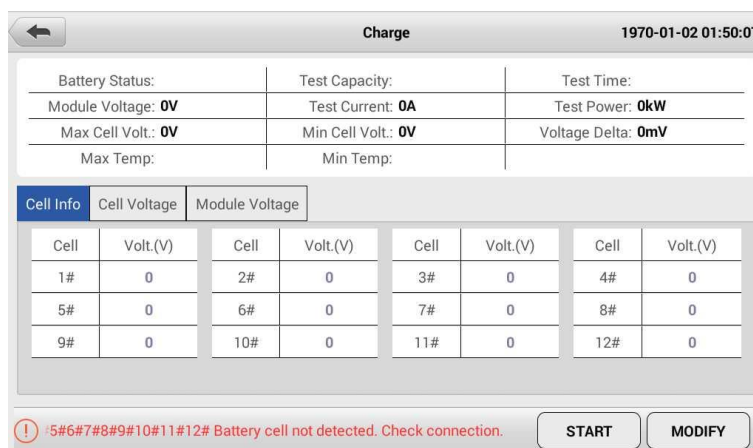 Charge 1970-01-02 01:50:0
Battery Status: Test Capacity: Test Time:
Module Voltage: 0V Test Current: 0A Test Power: 0kW
Max Cell Volt.: 0V Min Cell Volt.: 0V Voltage Delta: 0mV
Max Temp: Min Temp:
Cell Info Cell Voltage Module Voltage
Cell Volt.(V) Cell Volt.(V) Cell Volt.(V) Cell Volt.(V)
1# 0 2# 0 3# 0 4# 0
5# 0 6# 0 7# 0 8# 0
9# 0 10# 0 11# 0 12# 0
#5#6#7#8#9#10#11#12# Battery cell not detected. Check connection. START MODIFY